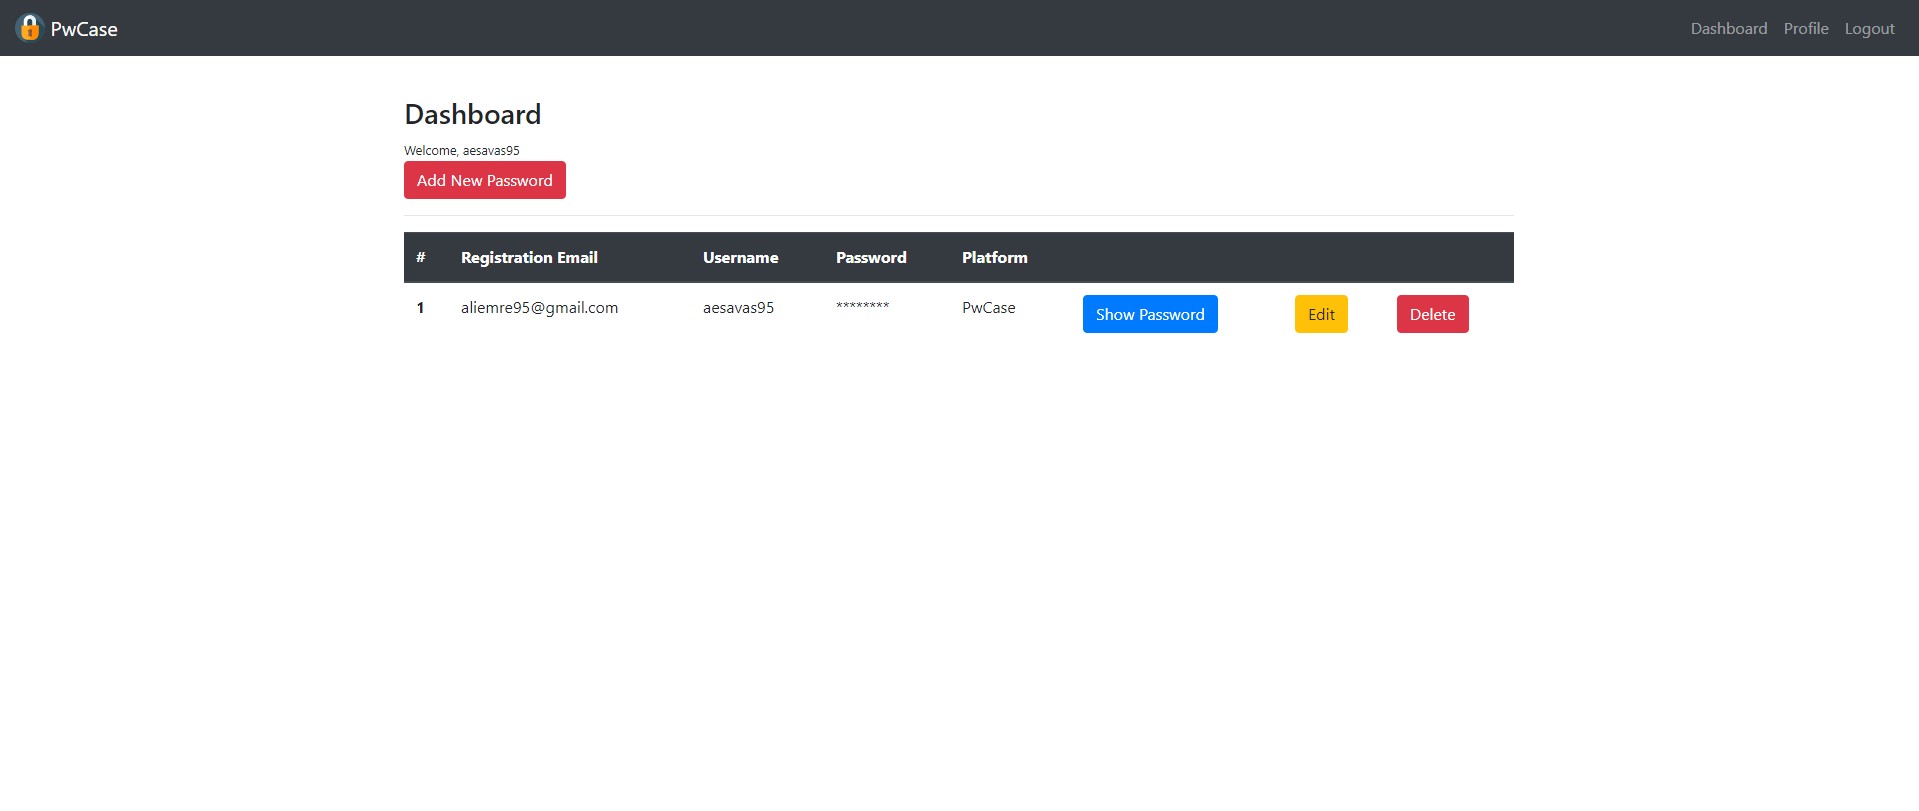 PwCase Dashboard Profile Logout
Dashboard
Welcome, aesavas95
Add New Password
# Registration Email Username Password Platform
1 aliemre95@gmail.com aesavas95 ******** PwCase Show Password Edit Delete